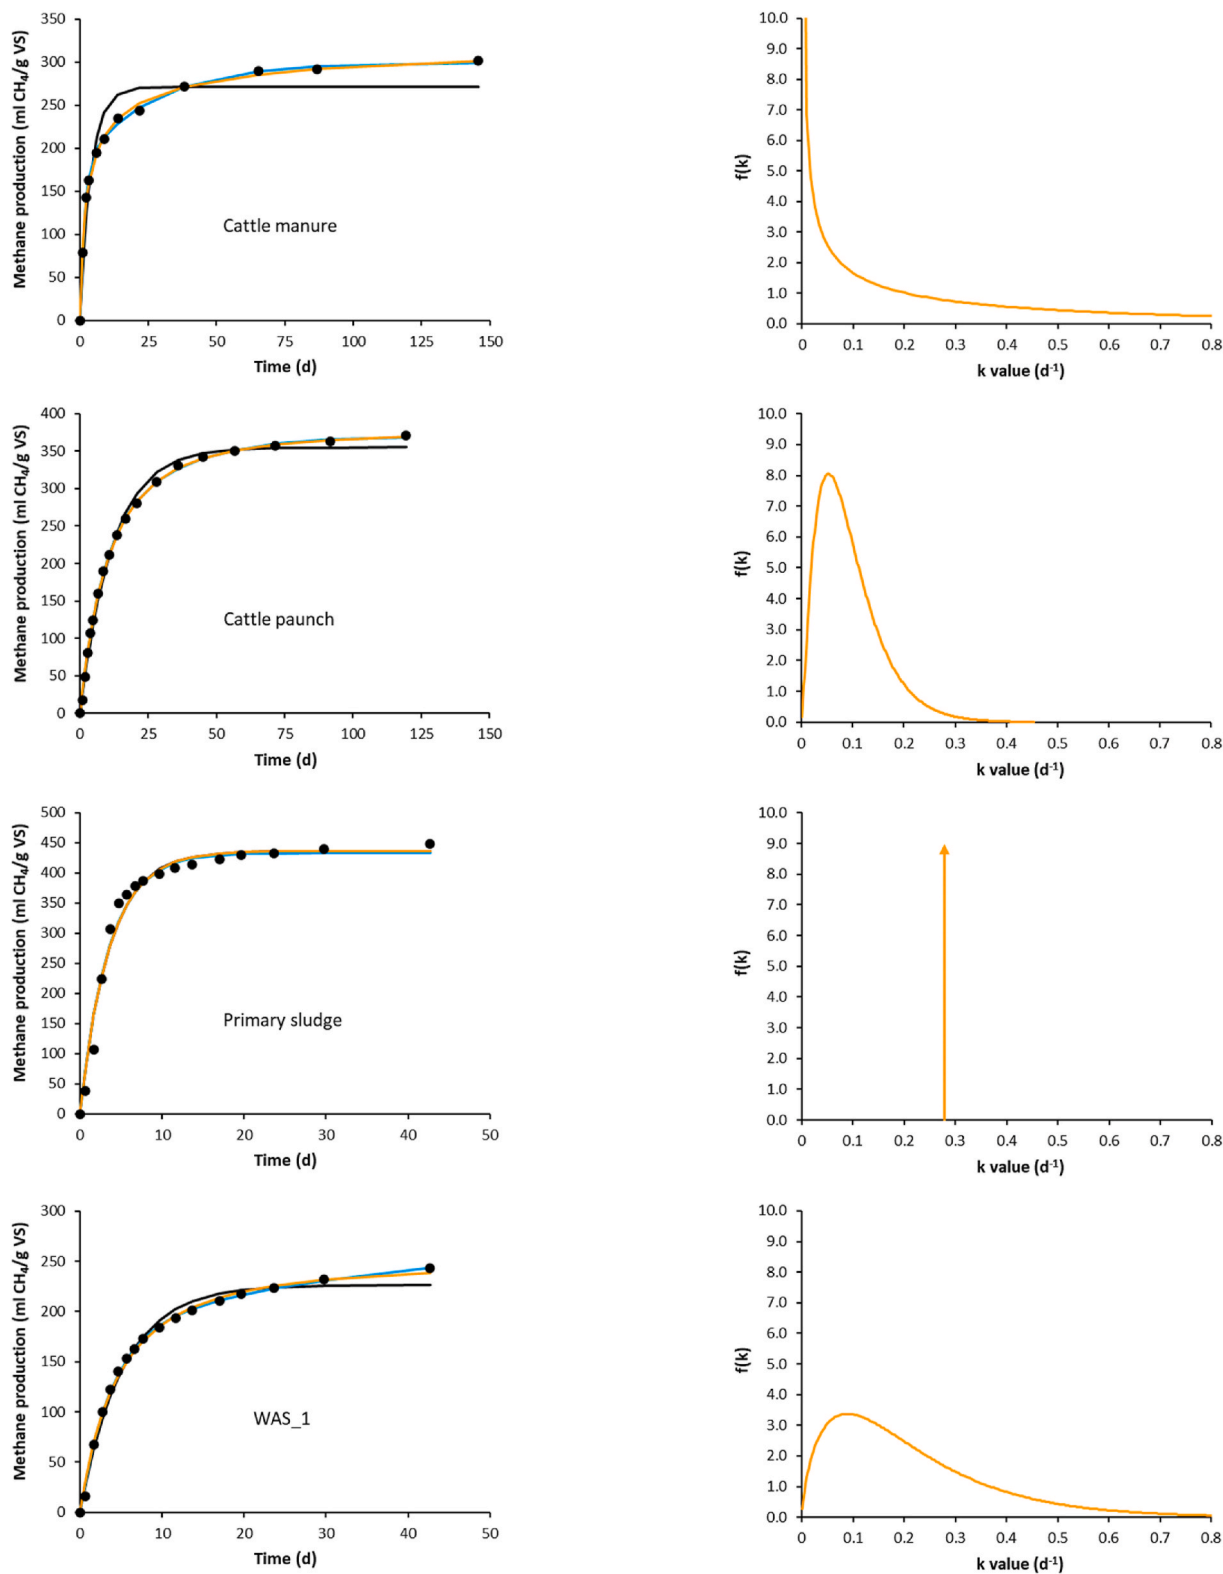 Methane production (ml CH₄/g VS)
350
300
250
200
150
100
50
0
0 25 50 75 100 125 150
Time (d)
Cattle manure
f(k)
10.0
9.0
8.0
7.0
6.0
5.0
4.0
3.0
2.0
1.0
0.0
0 0.1 0.2 0.3 0.4 0.5 0.6 0.7 0.8
k value (d⁻¹)
Methane production (ml CH₄/g VS)
400
350
300
250
200
150
100
50
0
0 25 50 75 100 125 150
Time (d)
Cattle paunch
f(k)
10.0
9.0
8.0
7.0
6.0
5.0
4.0
3.0
2.0
1.0
0.0
0 0.1 0.2 0.3 0.4 0.5 0.6 0.7 0.8
k value (d⁻¹)
Methane production (ml CH₄/g VS)
500
450
400
350
300
250
200
150
100
50
0
0 10 20 30 40 50
Time (d)
Primary sludge
f(k)
10.0
9.0
8.0
7.0
6.0
5.0
4.0
3.0
2.0
1.0
0.0
0 0.1 0.2 0.3 0.4 0.5 0.6 0.7 0.8
k value (d⁻¹)
Methane production (ml CH₄/g VS)
300
250
200
150
100
50
0
0 10 20 30 40 50
Time (d)
WAS_1
f(k)
10.0
9.0
8.0
7.0
6.0
5.0
4.0
3.0
2.0
1.0
0.0
0 0.1 0.2 0.3 0.4 0.5 0.6 0.7 0.8
k value (d⁻¹)